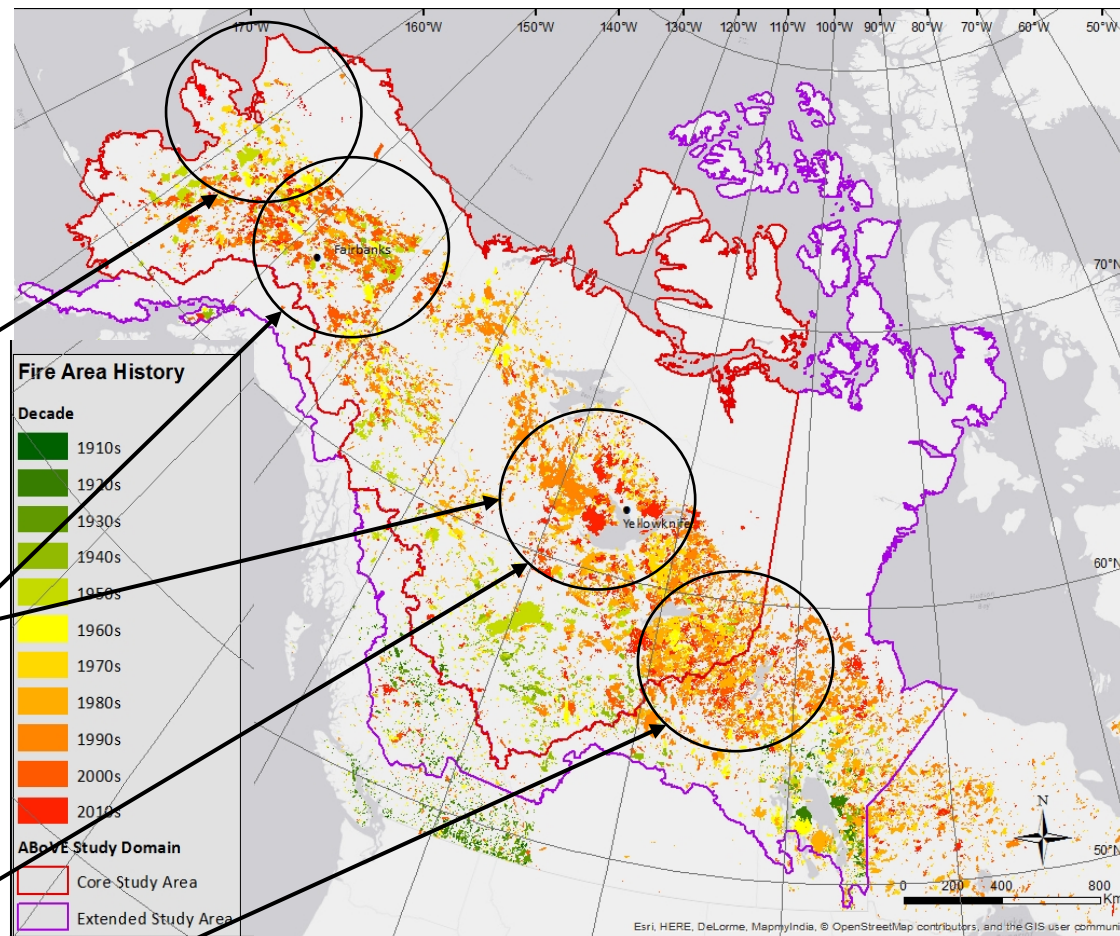 170°W 160°W 150°W 140°W 130°W 120°W 110°W 100°W 90°W 80°W 70°W 60°W 50°W
Fairbanks
70°N
Fire Area History
Decade
1910s
1920s
1930s
1940s
1950s
1960s
1970s
1980s
1990s
2000s
2010s
Yellowknife
60°N
ABoVE Study Domain
Core Study Area
Extended Study Area
N
50°N
0 200 400 800
Km
Esri, HERE, DeLorme, MapmyIndia, © OpenStreetMap contributors, and the GIS user commun